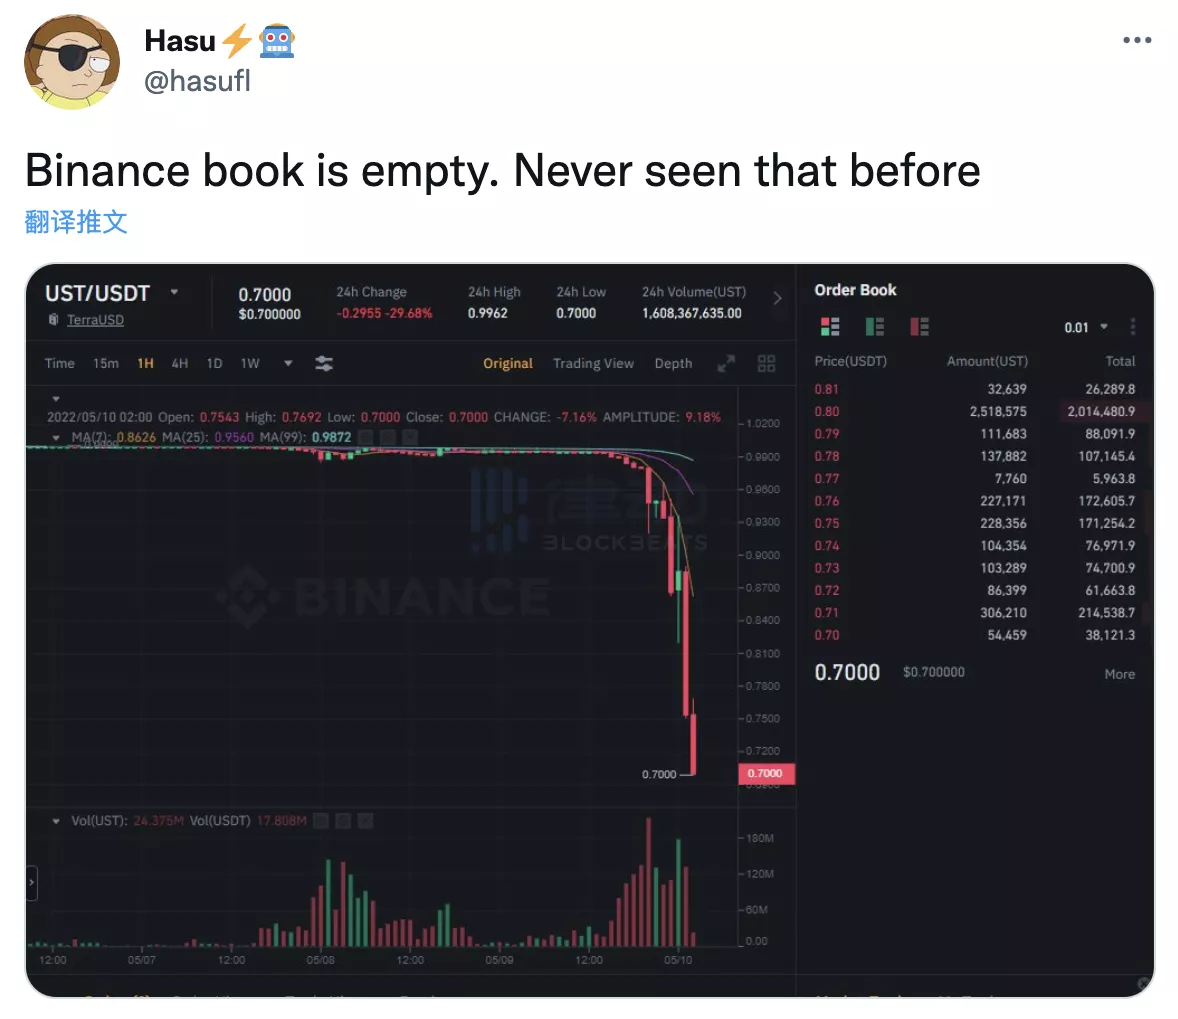 Hasu⚡🤖
@hasufl
Binance book is empty. Never seen that before
翻译推文
UST/USDT
TerraUSD
0.7000
$0.700000
24h Change
-0.2955 -29.68%
24h High
0.9962
24h Low
0.7000
24h Volume(UST)
1,608,367,635.00
Time 15m 1H 4H 1D 1W
Original Trading View Depth
2022/05/10 02:00 Open: 0.7543 High: 0.7692 Low: 0.7000 Close: 0.7000 CHANGE: -7.16% AMPLITUDE: 9.18%
MA(7): 0.8626 MA(25): 0.9560 MA(99): 0.9872
1.0200
0.9900
0.9600
0.9300
0.9000
0.8700
0.8400
0.8100
0.7800
0.7500
0.7200
0.7000
0.7000
0.6900
律动
BLOCKBEATS
BINANCE
Vol(UST): 24.375M Vol(USDT) 17.808M
180M
120M
60M
0.00
12:00 05/07 12:00 05/08 12:00 05/09 12:00 05/10
Order Book
0.01
Price(USDT) Amount(UST) Total
0.81 32,639 26,289.8
0.80 2,518,575 2,014,480.9
0.79 111,683 88,091.9
0.78 137,882 107,145.4
0.77 7,760 5,963.8
0.76 227,171 172,605.7
0.75 228,356 171,254.2
0.74 104,354 76,971.9
0.73 103,289 74,700.9
0.72 86,399 61,663.8
0.71 306,210 214,538.7
0.70 54,459 38,121.3
0.7000 $0.700000 More